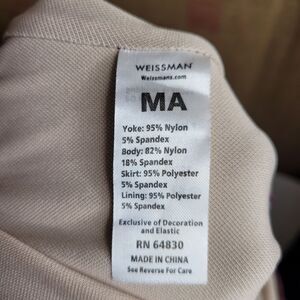 WEISSMAN
Weissmans.com
MA
Yoke: 95% Nylon
5% Spandex
Body: 82% Nylon
18% Spandex
Skirt: 95% Polyester
5% Spandex
Lining: 95% Polyester
5% Spandex
Exclusive of Decoration
and Elastic
RN 64830
MADE IN CHINA
See Reverse For Care